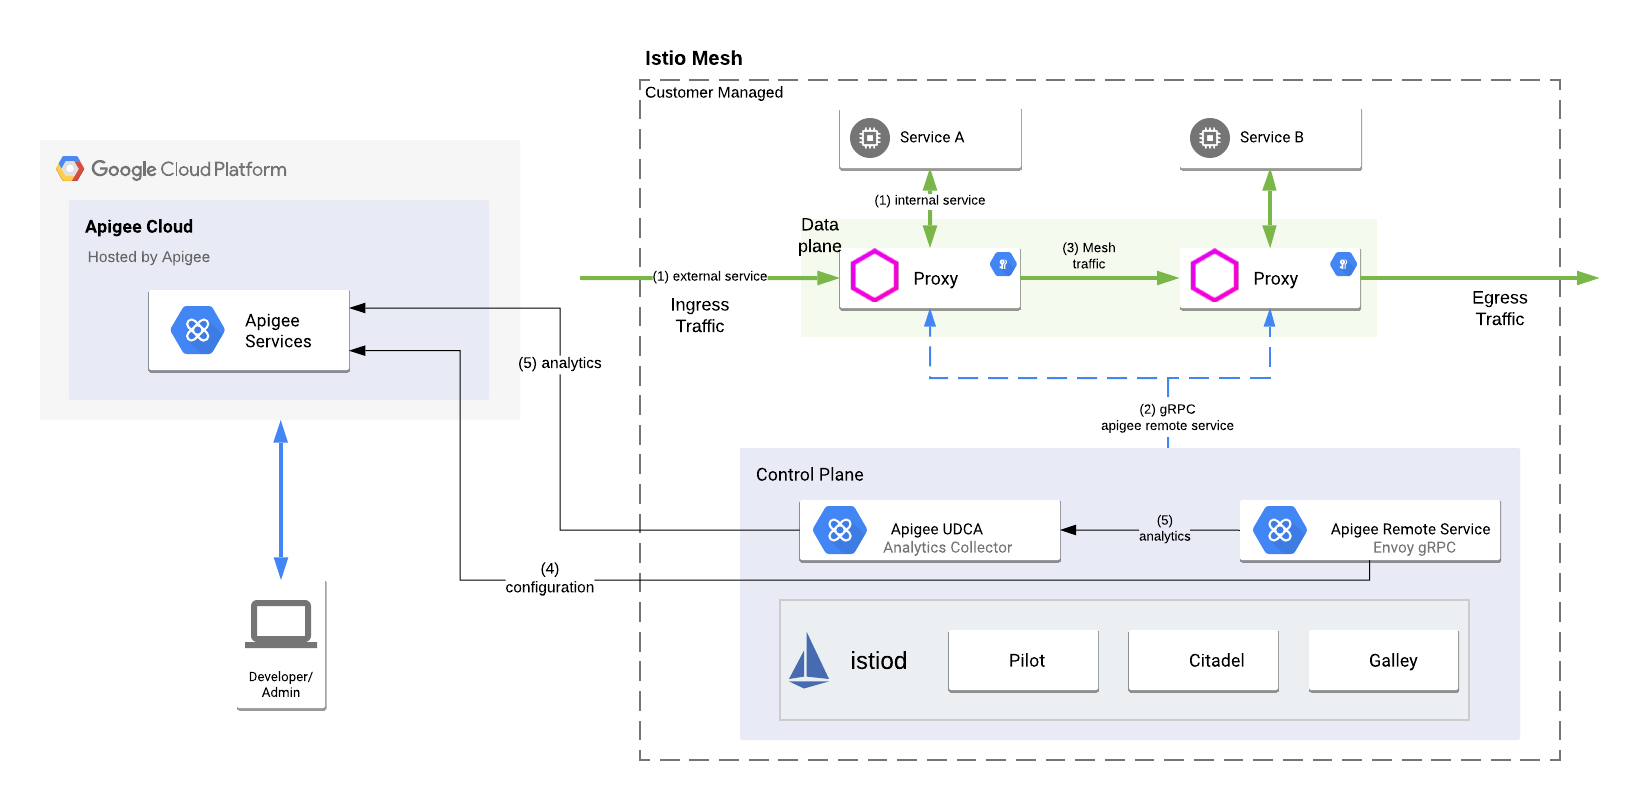 Istio Mesh
Customer Managed
Service A
Service B
Google Cloud Platform
Apigee Cloud
Hosted by Apigee
Apigee
Services
(1) internal service
Data
plane
(1) external service
Ingress
Traffic
Proxy
(3) Mesh
traffic
Proxy
Egress
Traffic
(5) analytics
(2) gRPC
apigee remote service
Control Plane
Apigee UDCA
Analytics Collector
(5)
analytics
Apigee Remote Service
Envoy gRPC
(4)
configuration
istiod
Pilot
Citadel
Galley
Developer/
Admin